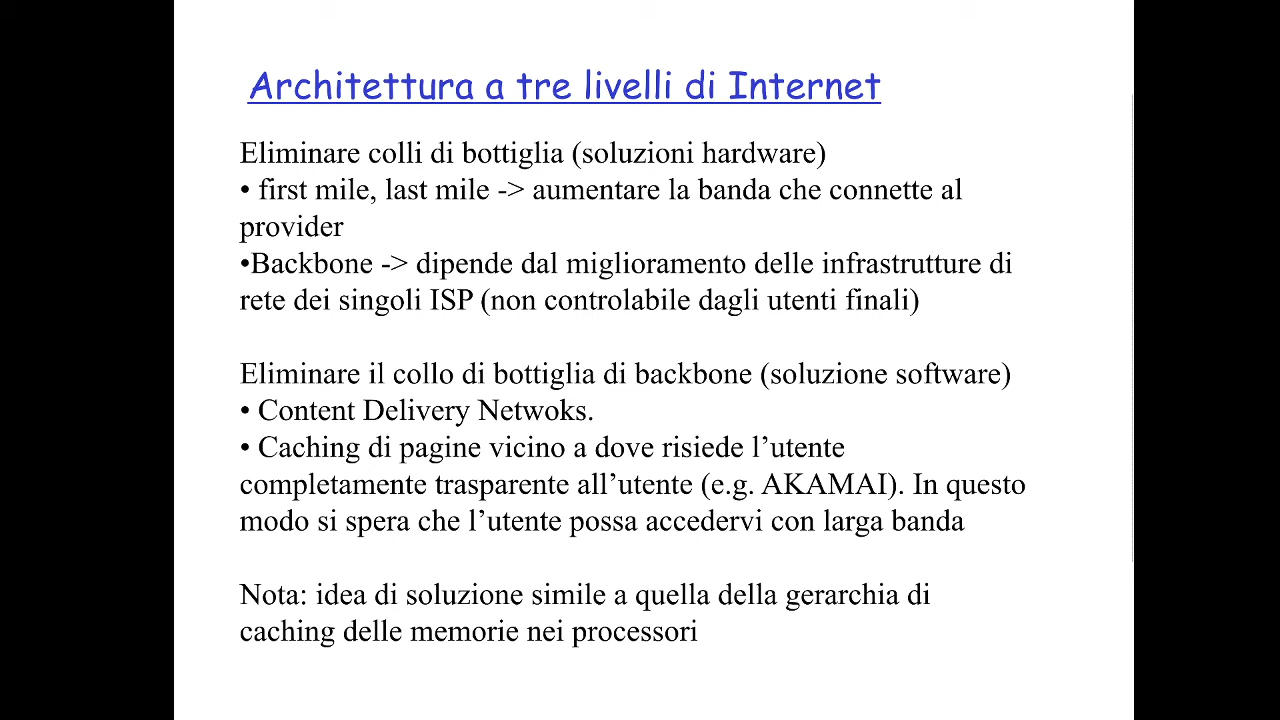 Architettura a tre livelli di Internet
Eliminare colli di bottiglia (soluzioni hardware)
• first mile, last mile -> aumentare la banda che connette al
provider
•Backbone -> dipende dal miglioramento delle infrastrutture di
rete dei singoli ISP (non controlabile dagli utenti finali)
Eliminare il collo di bottiglia di backbone (soluzione software)
• Content Delivery Netwoks.
• Caching di pagine vicino a dove risiede l’utente
completamente trasparente all’utente (e.g. AKAMAI). In questo
modo si spera che l’utente possa accedervi con larga banda
Nota: idea di soluzione simile a quella della gerarchia di
caching delle memorie nei processori